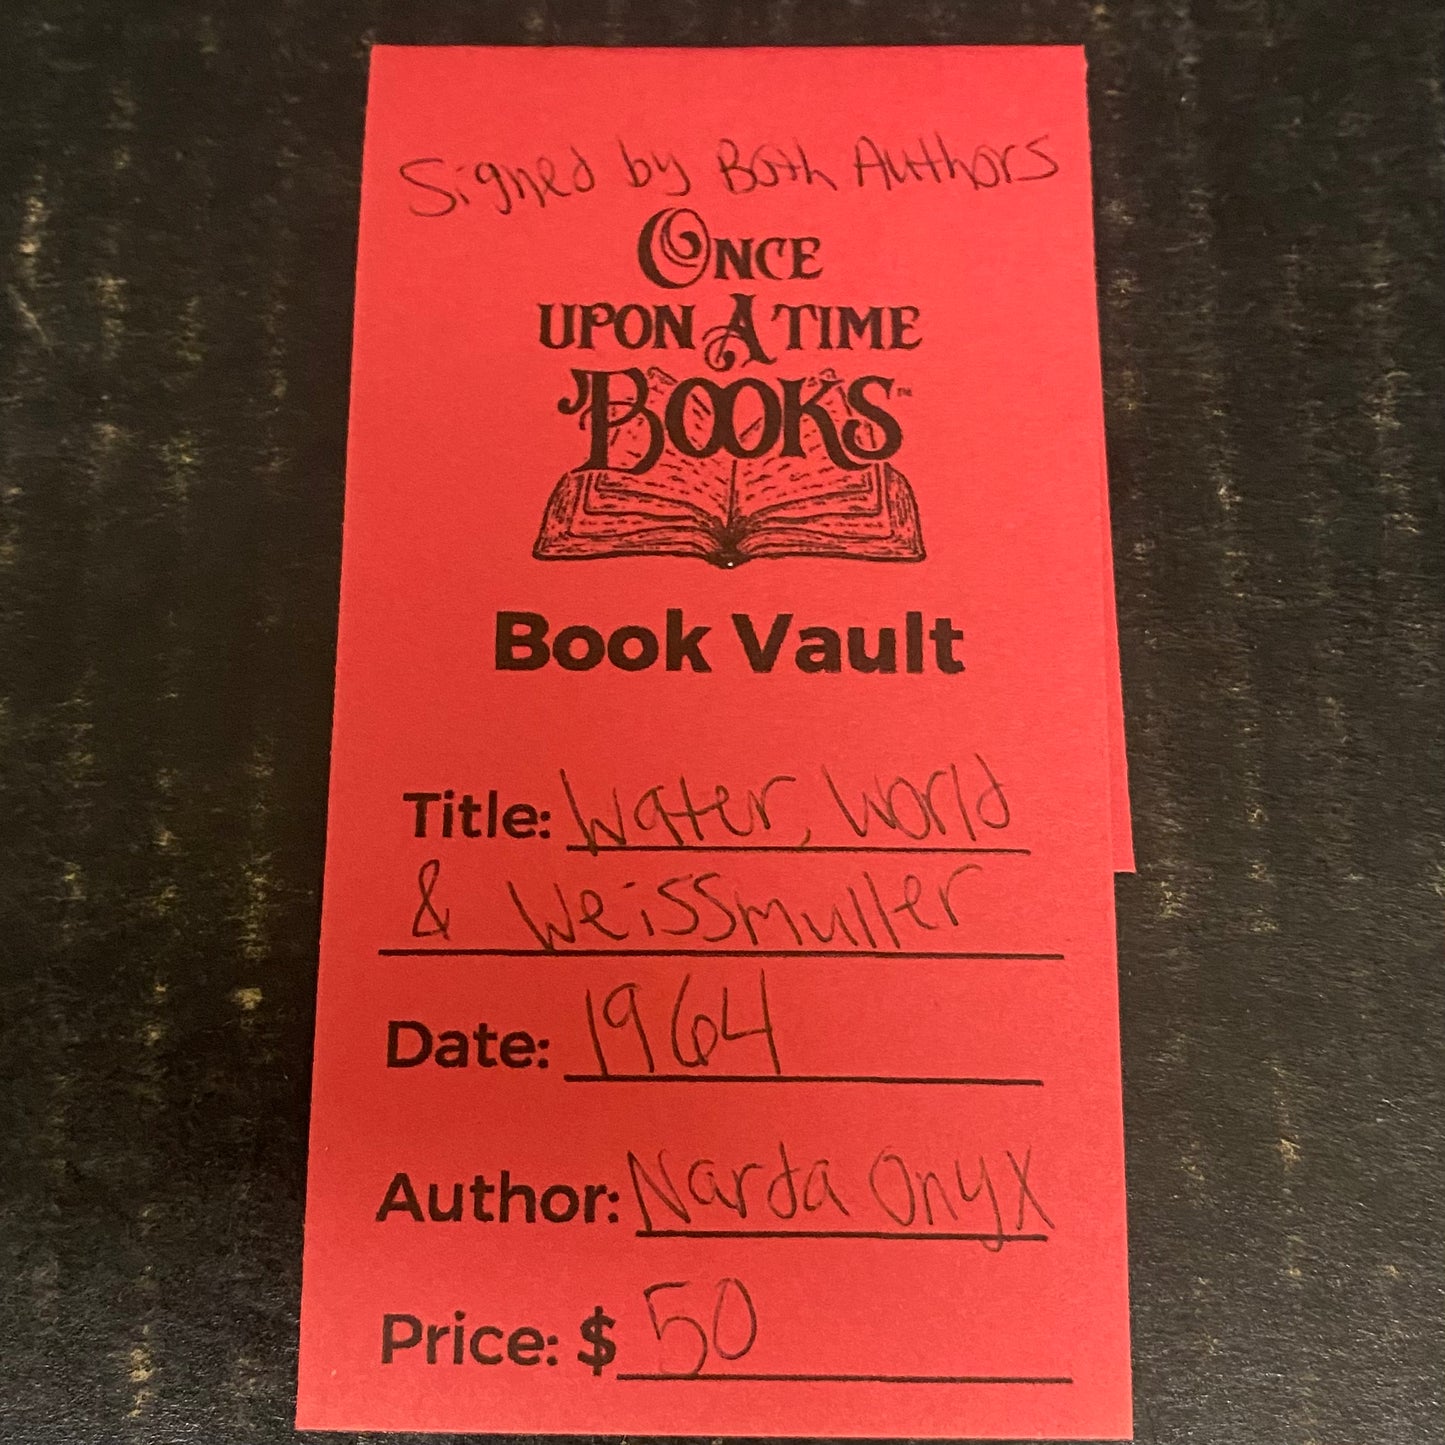 Signed by Both Authors
ONCE
UPON A TIME
BOOKS™
Book Vault
Title: Water, World
& Weissmuller
Date: 1964
Author: Narda Onyx
Price: $ 50